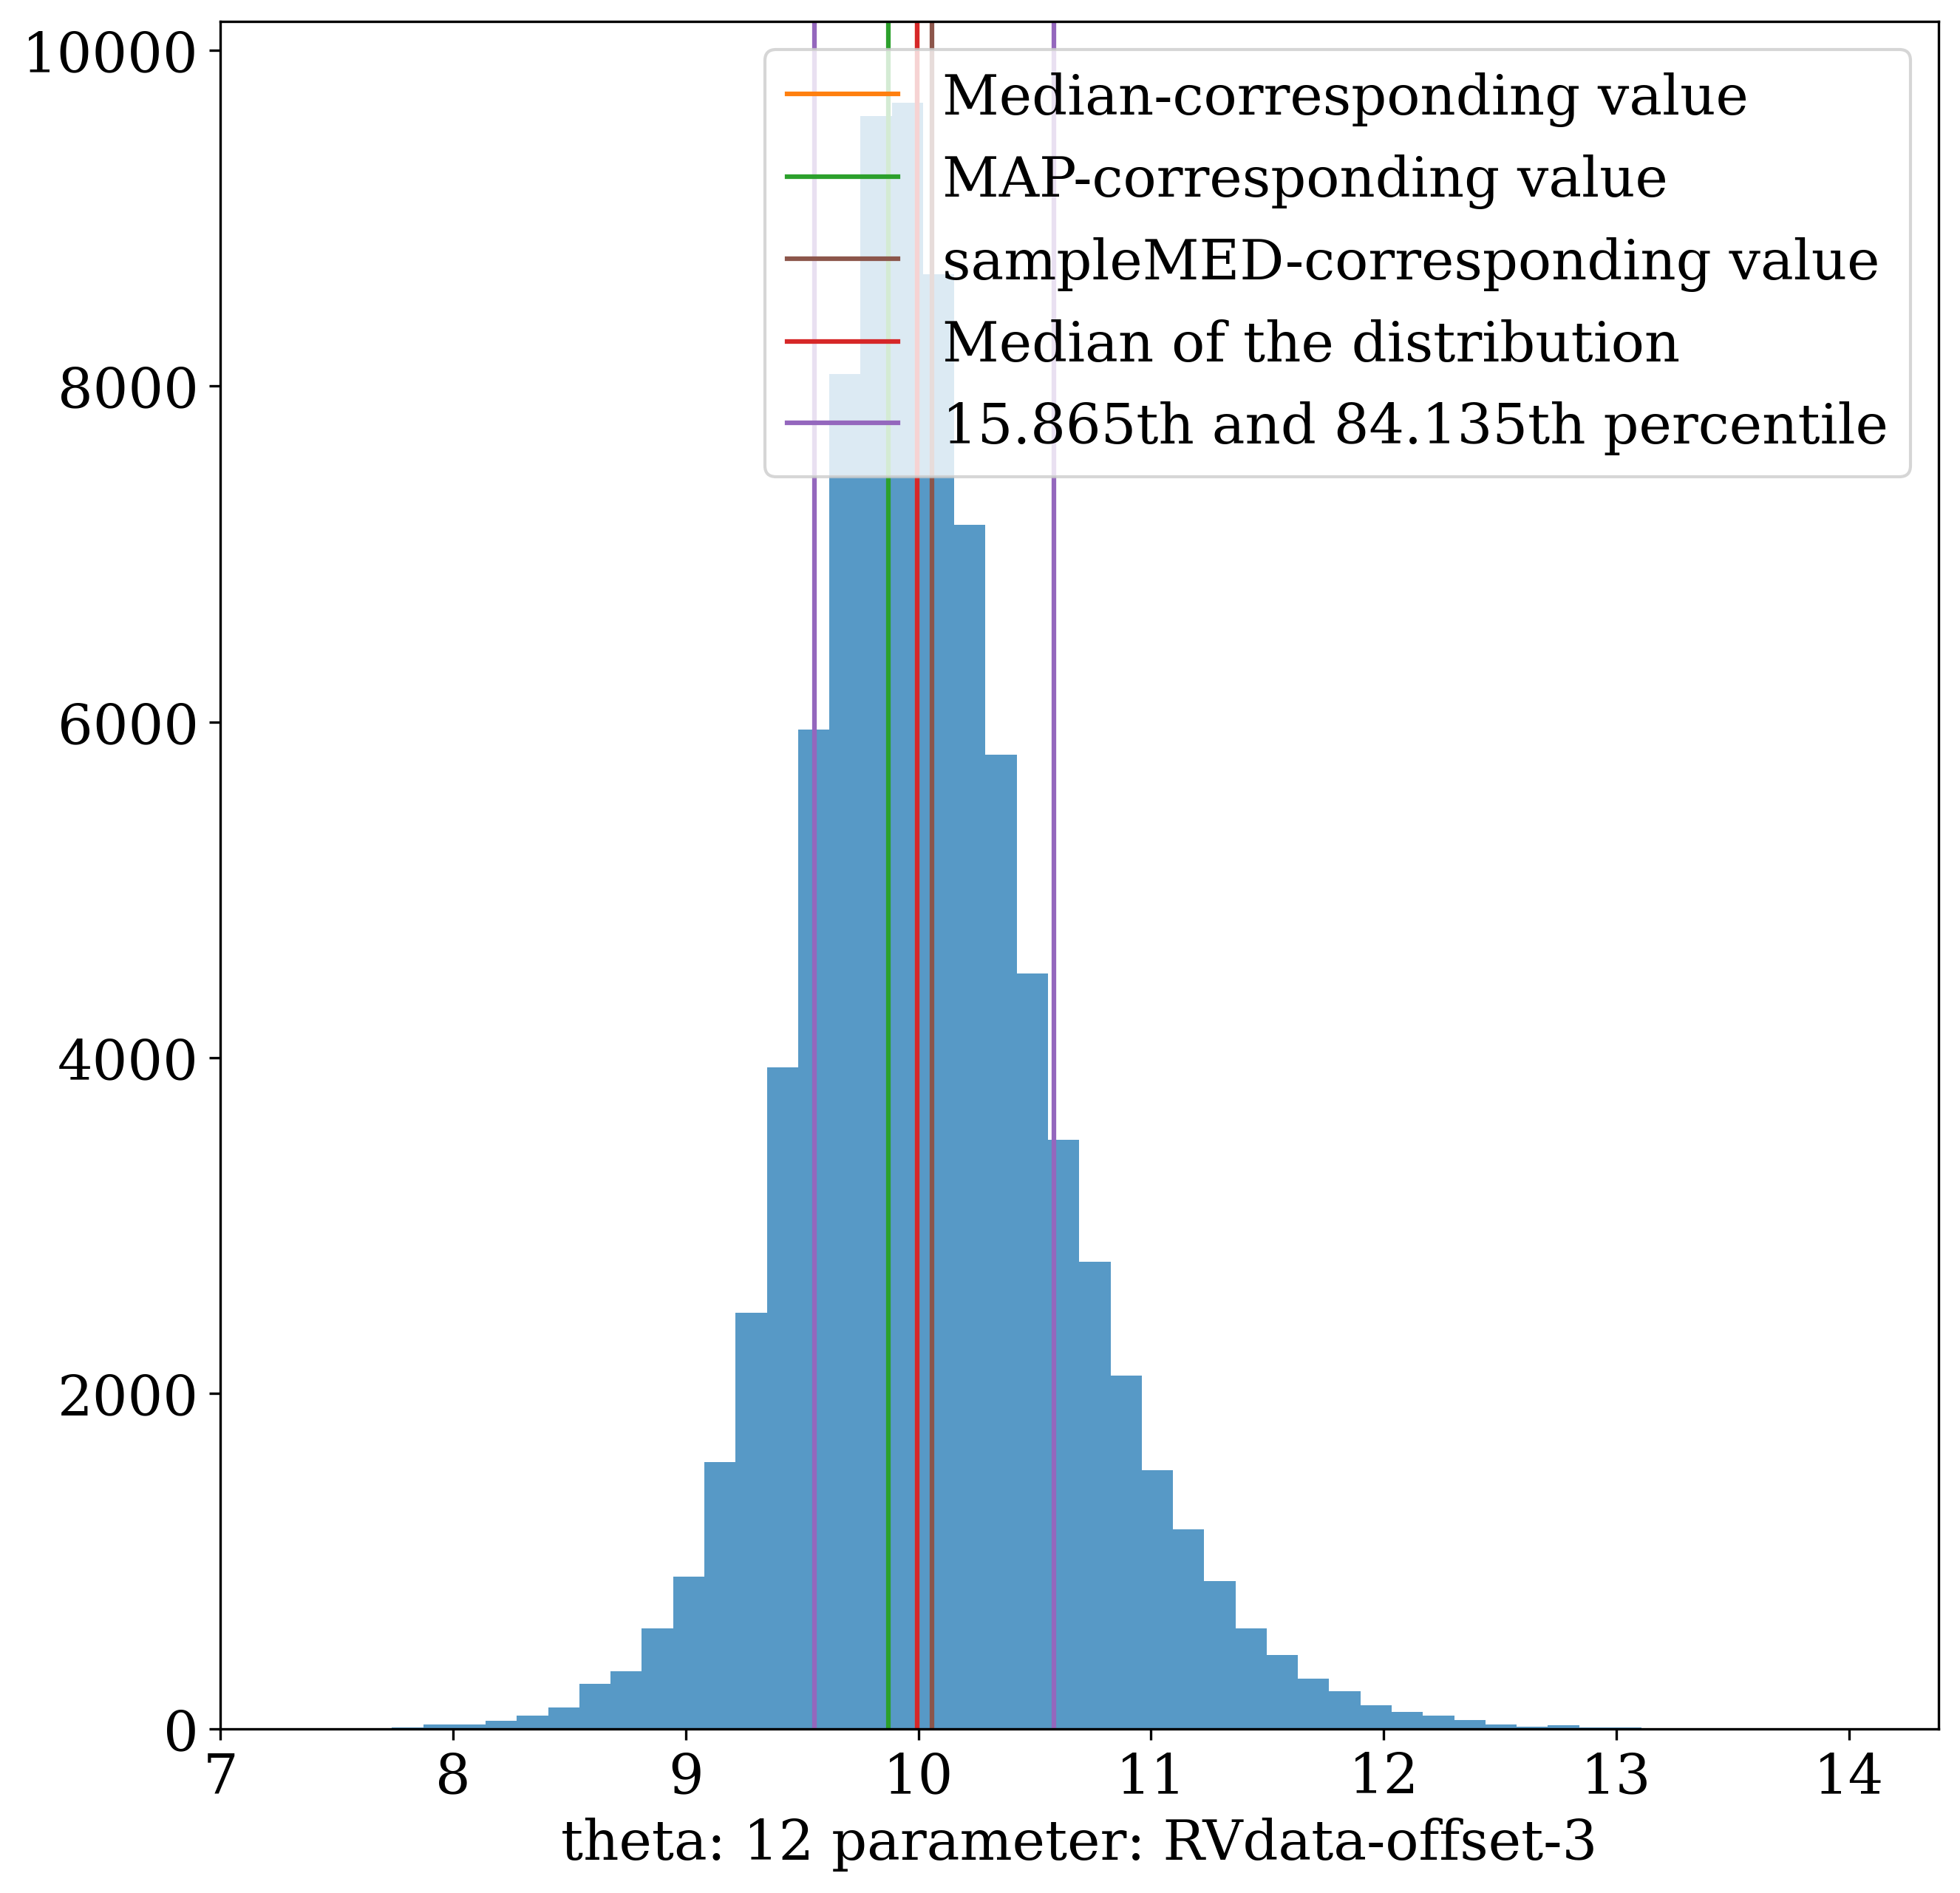 10000
8000
6000
4000
2000
0
Median-corresponding value
MAP-corresponding value
sampleMED-corresponding value
Median of the distribution
15.865th and 84.135th percentile
7 8 9 10 11 12 13 14
theta: 12 parameter: RVdata-offset-3